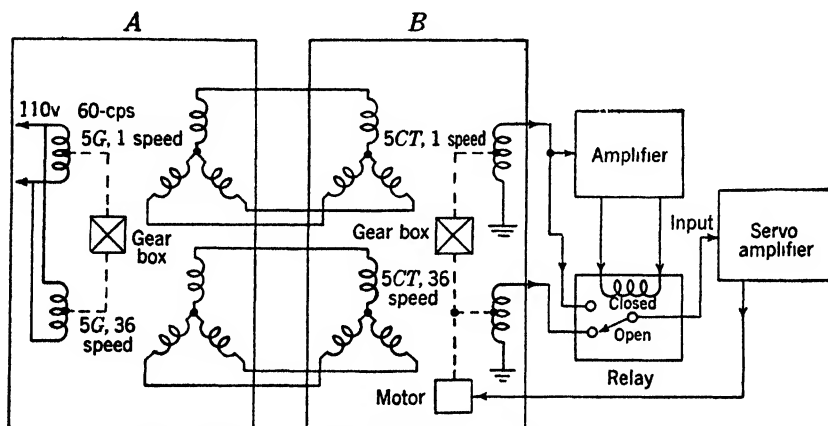 A
B
110v 60-cps
5G, 1 speed
5CT, 1 speed
Amplifier
Gear
box
Gear box
Input
Servo
amplifier
5CT, 36
speed
Closed
Open
5G, 36
speed
Motor
Relay